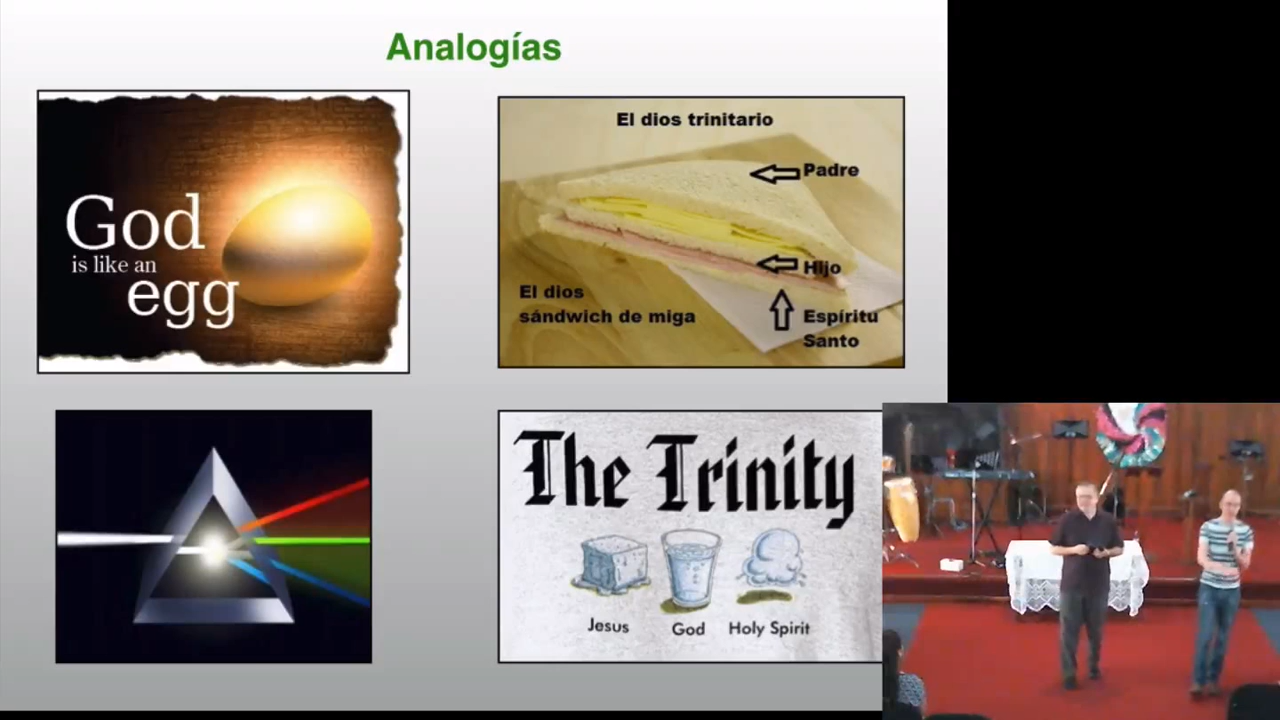 Analogías
God
is like an
egg
El dios trinitario
Padre
Hijo
El dios
sándwich de miga
Espíritu
Santo
The Trinity
Jesus
God
Holy Spirit